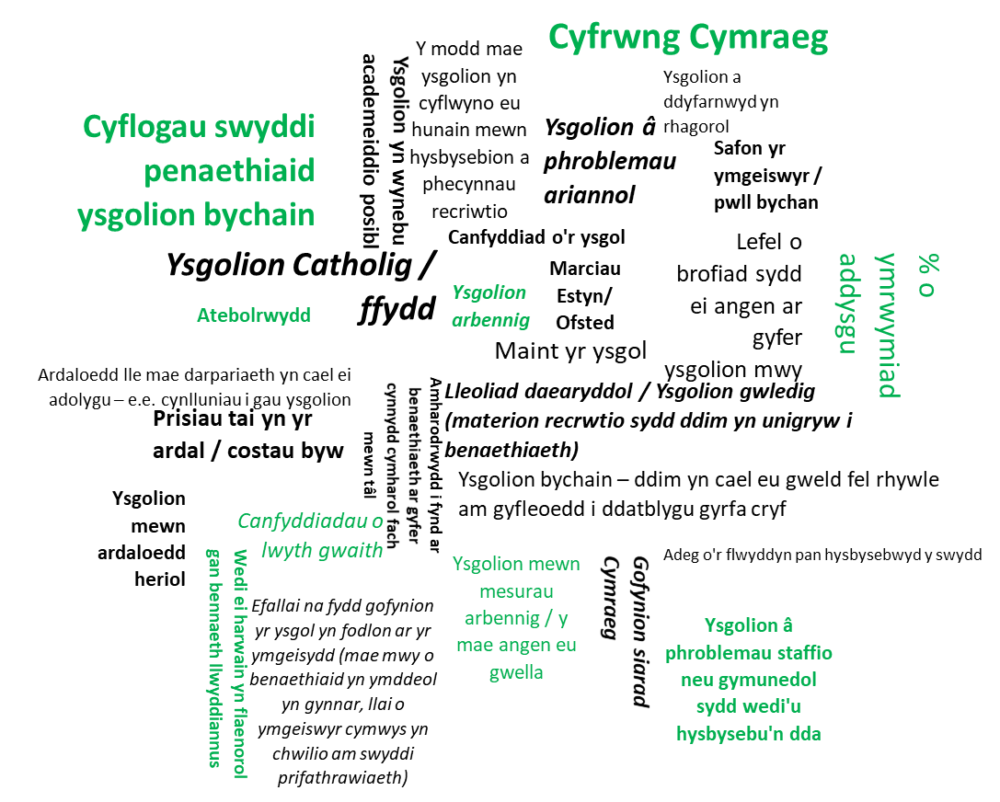 Cyfrwng Cymraeg
Cyflogau swyddi
penaethiaid
ysgolion bychain
Ysgolion yn wynebu
academeiddio posibl
Y modd mae
ysgolion yn
cyflwyno eu
hunain mewn
hysbysebion a
phecynnau
recriwtio
Ysgolion a
ddyfarnwyd yn
rhagorol
Ysgolion â
phroblemau
ariannol
Safon yr
ymgeiswyr /
pwll bychan
Canfyddiad o'r ysgol
Ysgolion Catholig /
ffydd
Atebolrwydd
Ysgolion
arbennig
Marciau
Estyn/
Ofsted
Lefel o
brofiad sydd
ei angen ar
gyfer
ysgolion mwy
% o
ymrwymiad
addysgu
Maint yr ysgol
Ardaloedd lle mae darpariaeth yn cael ei
adolygu – e.e. cynlluniau i gau ysgolion
Prisiau tai yn yr
ardal / costau byw
Amharodrwydd i fynd ar
benaethiaeth ar gyfer
cynnydd cymharol fach
mewn tâl
Lleoliad daearyddol / Ysgolion gwledig
(materion recrwtio sydd ddim yn unigryw i
benaethiaeth)
Ysgolion bychain – ddim yn cael eu gweld fel rhywle
am gyfleoedd i ddatblygu gyrfa cryf
Ysgolion
mewn
ardaloedd
heriol
Canfyddiadau o
lwyth gwaith
Wedi ei harwain yn flaenorol
gan bennaeth llwyddiannus
Efallai na fydd gofynion
yr ysgol yn fodlon ar yr
ymgeisydd (mae mwy o
benaethiaid yn ymddeol
yn gynnar, llai o
ymgeiswyr cymwys yn
chwilio am swyddi
prifathrawiaeth)
Ysgolion mewn
mesurau
arbennig / y
mae angen eu
gwella
Gofynion siarad
Cymraeg
Adeg o'r flwyddyn pan hysbysebwyd y swydd
Ysgolion â
phroblemau staffio
neu gymunedol
sydd wedi'u
hysbysebu'n dda